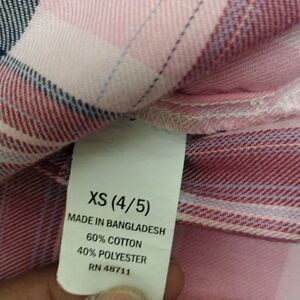 XS (4/5)
MADE IN BANGLADESH
60% COTTON
40% POLYESTER
RN 48711